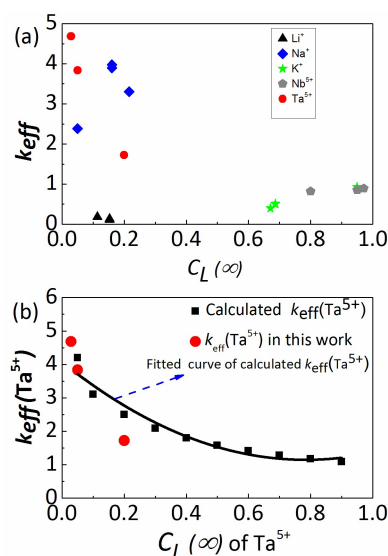 (a)
Li+
Na+
K+
Nb5+
Ta5+
5
4
3
2
1
0
keff
0.0 0.2 0.4 0.6 0.8 1.0
CL (∞)
(b)
Calculated keff(Ta5+)
keff(Ta5+) in this work
Fitted curve of calculated keff(Ta5+)
6
5
4
3
2
1
0
keff(Ta5+)
0.0 0.2 0.4 0.6 0.8 1.0
CL (∞) of Ta5+